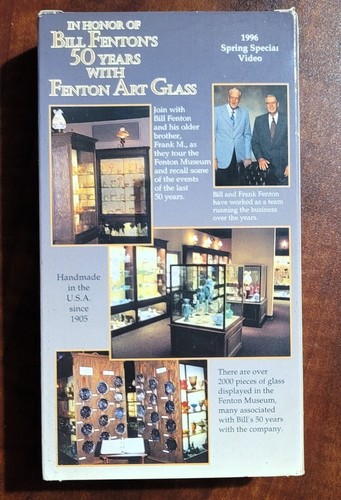 IN HONOR OF
BILL FENTON'S
50 YEARS
WITH
FENTON ART GLASS
1996
Spring Special
Video
Join with
Bill Fenton
and his older
brother,
Frank M., as
they tour the
Fenton Museum
and recall some
of the events
of the last
50 years.
Bill and Frank Fenton
have worked as a team
running the business
over the years.
Handmade
in the
U.S.A.
since
1905
There are over
2000 pieces of glass
displayed in the
Fenton Museum,
many associated
with Bill's 50 years
with the company.